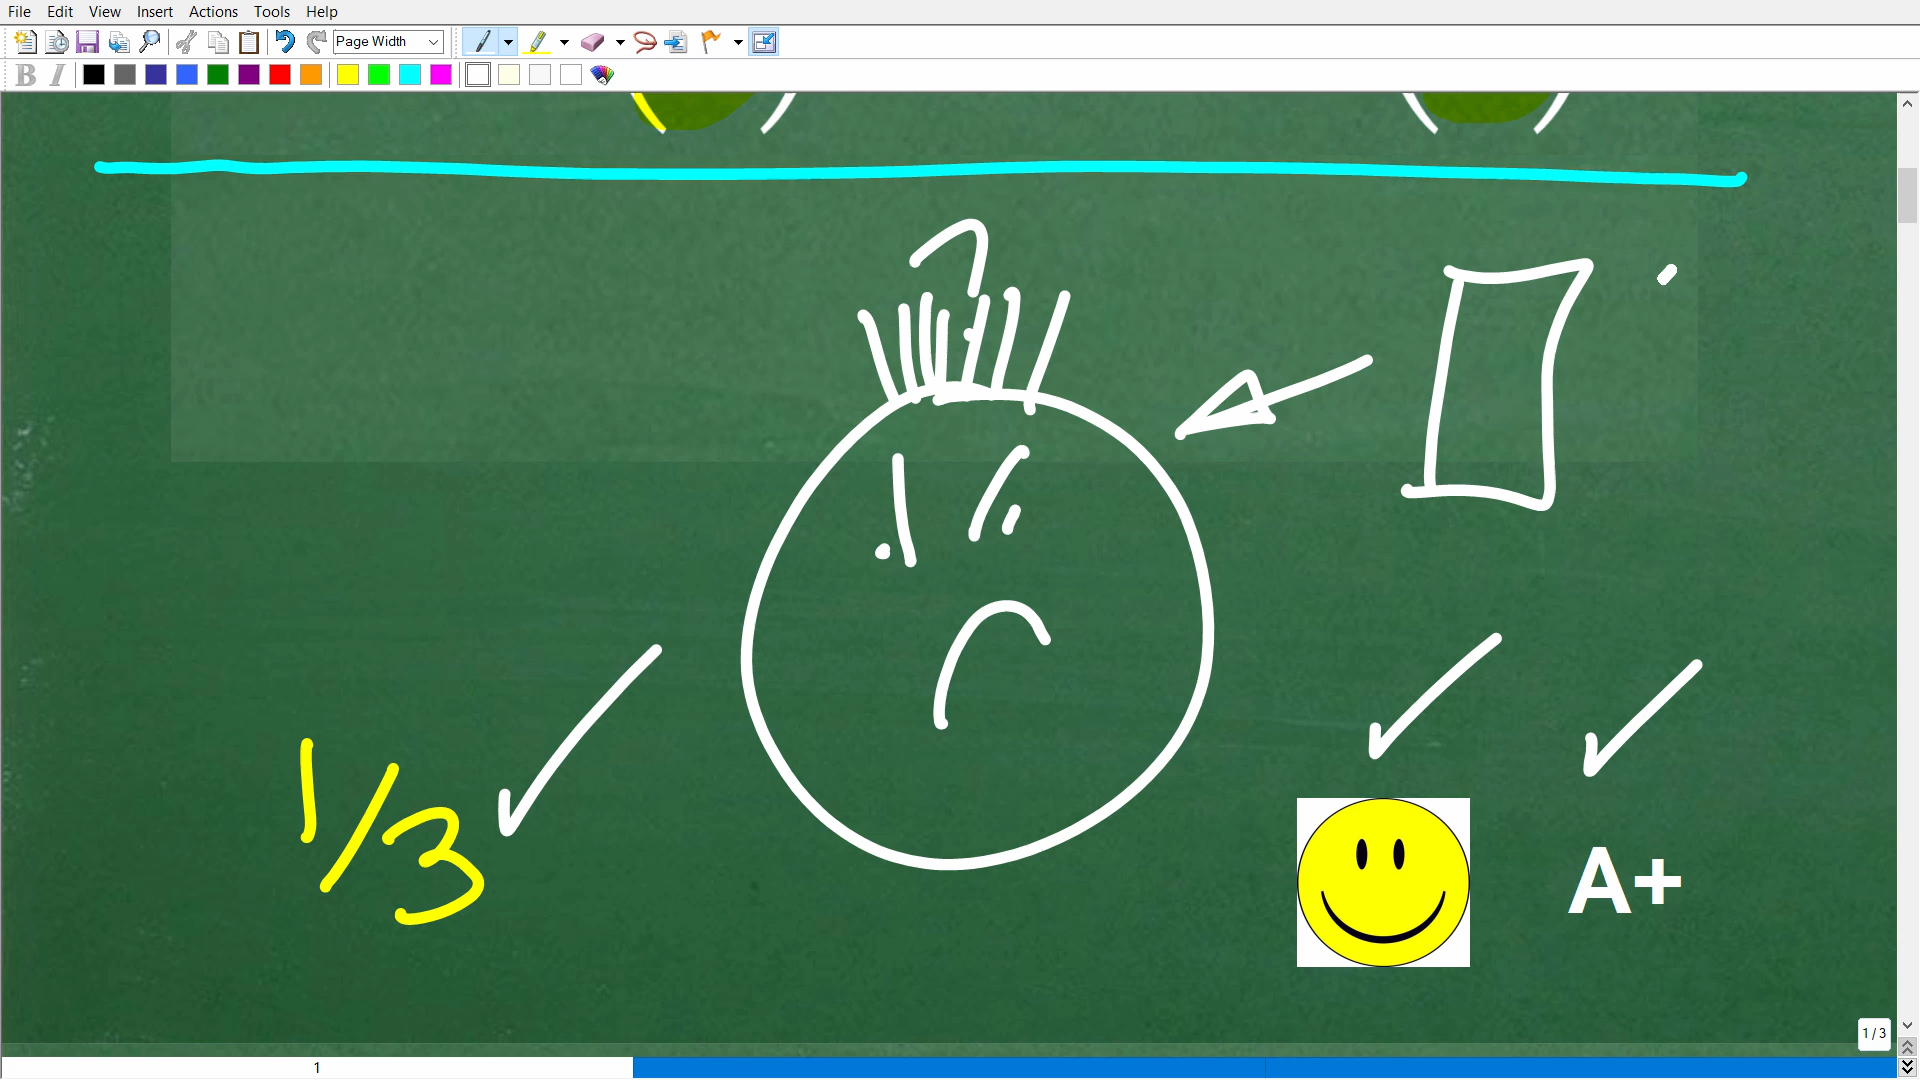 File Edit View Insert Actions Tools Help
Page Width
B I
?
1/3
A+
1 / 3
1